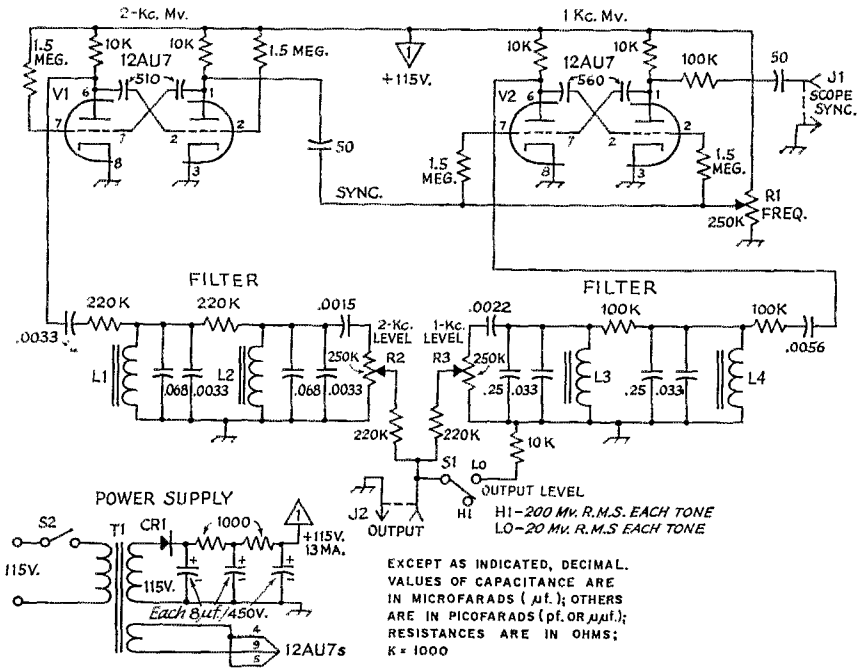 2-Kc. Mv.
1 Kc. Mv.
1.5 MEG.
10K
10K
1.5 MEG.
12AU7
510
V1
6
1
7
7
2
2
8
3
1
+115V.
50
SYNC.
10K
10K
12AU7
560
V2
6
1
7
7
2
2
8
3
1.5 MEG.
1.5 MEG.
100K
50
J1
SCOPE SYNC.
R1
250K
FREQ.
FILTER
220K
220K
.0033
L1
.068
.0033
L2
.068
.0033
.0015
2-Kc. LEVEL
250K
R2
220K
FILTER
.0022
1-Kc. LEVEL
R3
250K
220K
.25
.033
100K
L3
.25
.033
100K
.0056
L4
10K
S1
LO
HI
OUTPUT LEVEL
HI-200 Mv. R.M.S. EACH TONE
LO-20 Mv. R.M.S. EACH TONE
J2
OUTPUT
POWER SUPPLY
S2
T1
CR1
1000
1
+115V.
13 MA.
115V.
115V.
Each 8 µf./450V.
4
9
5
12AU7s
EXCEPT AS INDICATED, DECIMAL.
VALUES OF CAPACITANCE ARE
IN MICROFARADS ( µf. ); OTHERS
ARE IN PICOFARADS ( pf. OR µµf.);
RESISTANCES ARE IN OHMS;
K = 1000